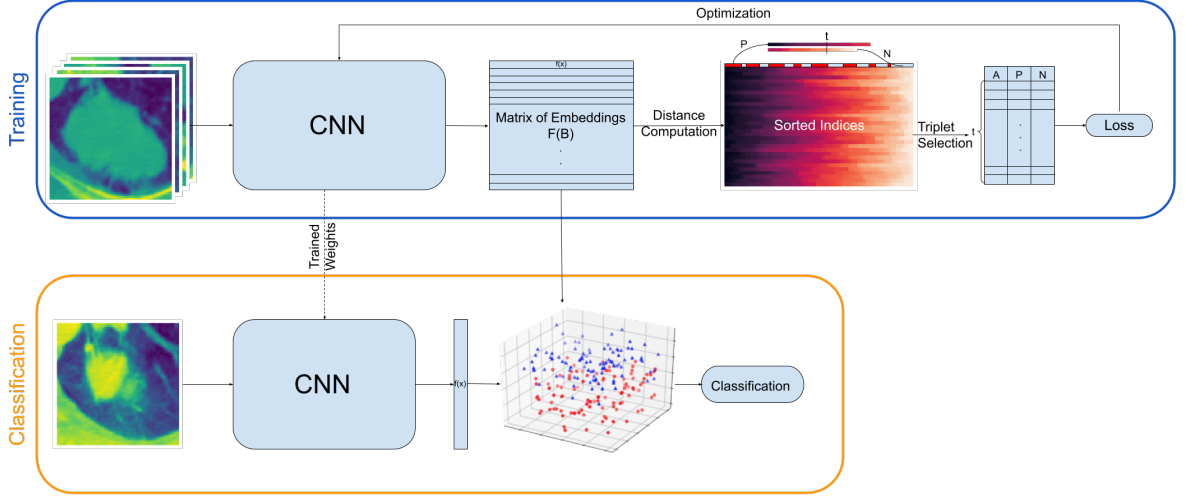 Optimization
Training
CNN
f(x)
Matrix of Embeddings
F(B)
.
.
Distance
Computation
P
t
N
Sorted Indices
Triplet
Selection
t
A P N
.
.
.
Loss
Trained
Weights
Classification
CNN
f(x)
Classification